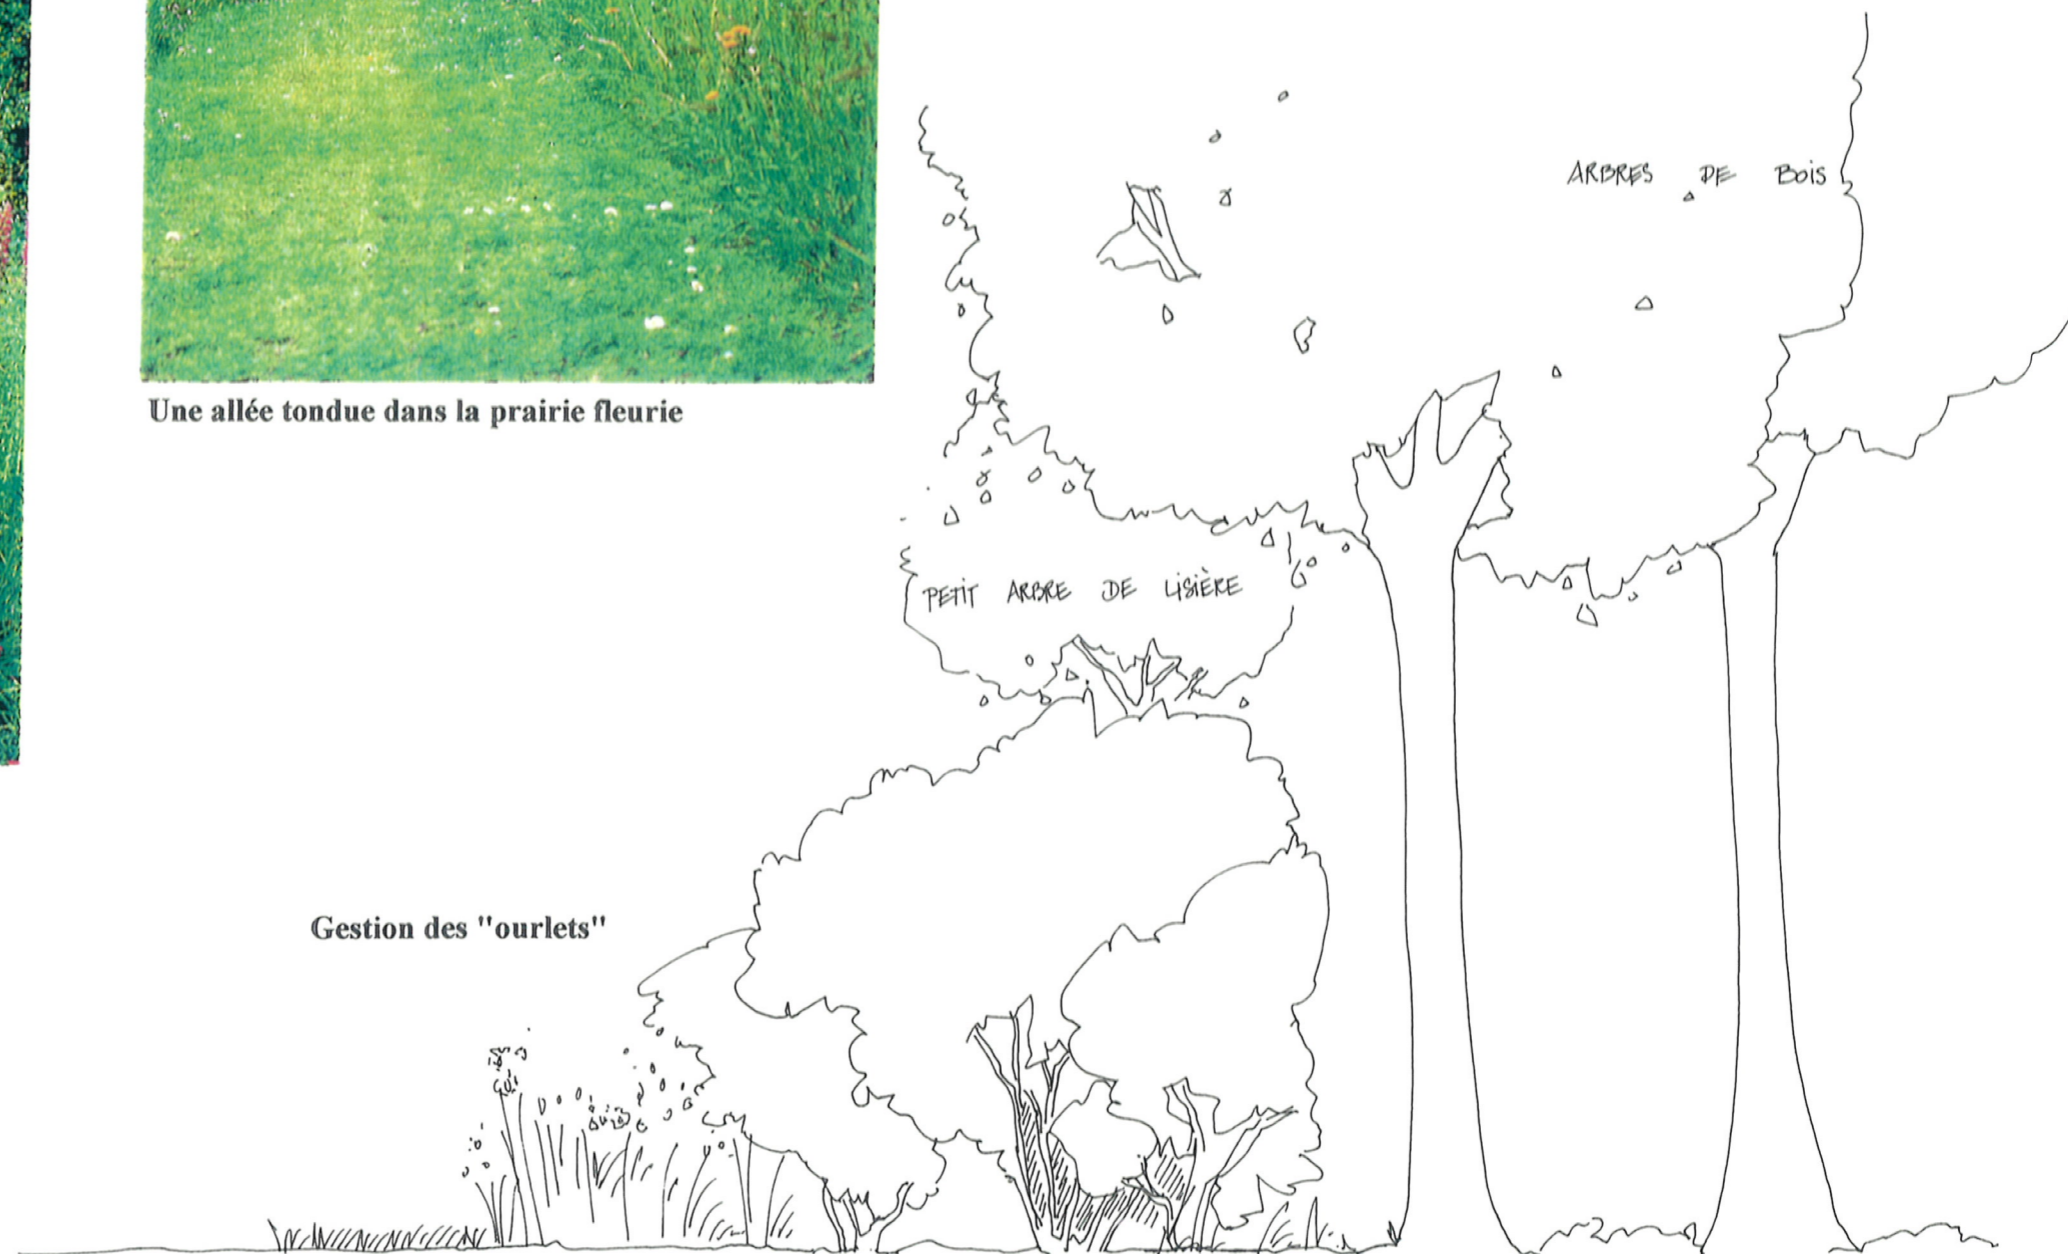 Une allée tondue dans la prairie fleurie
ARBRES DE BOIS
PETIT ARBRE DE LISIÈRE
Gestion des "ourlets"